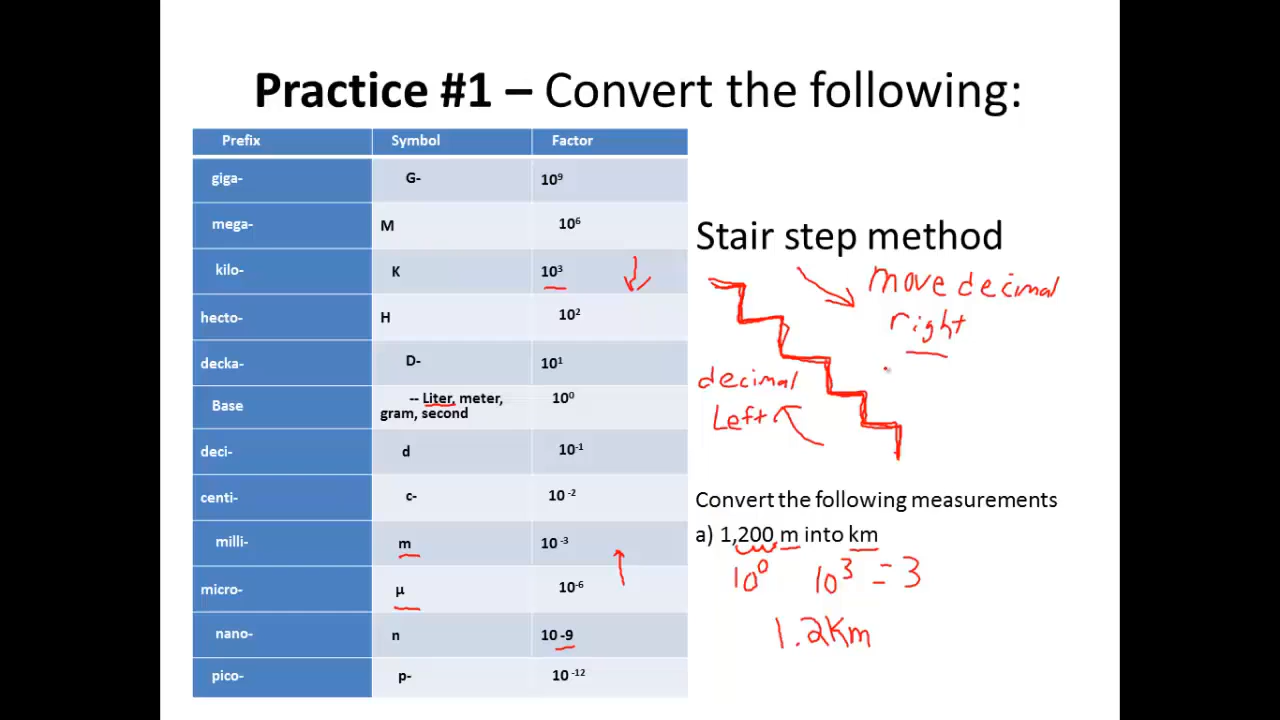 Practice #1 – Convert the following:
Prefix Symbol Factor
giga- G- 10⁹
mega- M 10⁶
kilo- K 10³
hecto- H 10²
decka- D- 10¹
Base -- Liter, meter, gram, second 10⁰
deci- d 10⁻¹
centi- c- 10 ⁻²
milli- m 10 ⁻³
micro- µ 10⁻⁶
nano- n 10 -9
pico- p- 10 ⁻¹²
Stair step method
move decimal
right
decimal
Left
Convert the following measurements
a) 1,200 m into km
10⁰ 10³ = 3
1.2Km